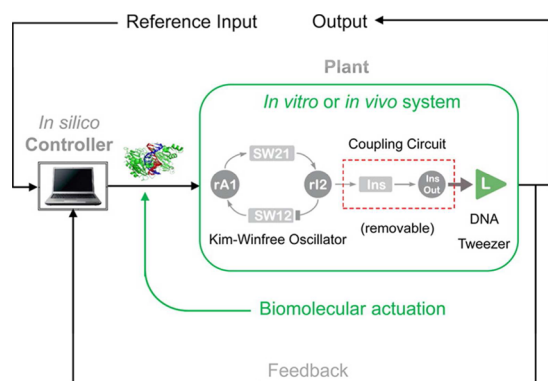 Reference Input
Output
Plant
In silico
Controller
In vitro or in vivo system
SW21
rA1
rI2
SW12
Kim-Winfree Oscillator
Coupling Circuit
Ins
Ins
Out
(removable)
L
DNA
Tweezer
Biomolecular actuation
Feedback